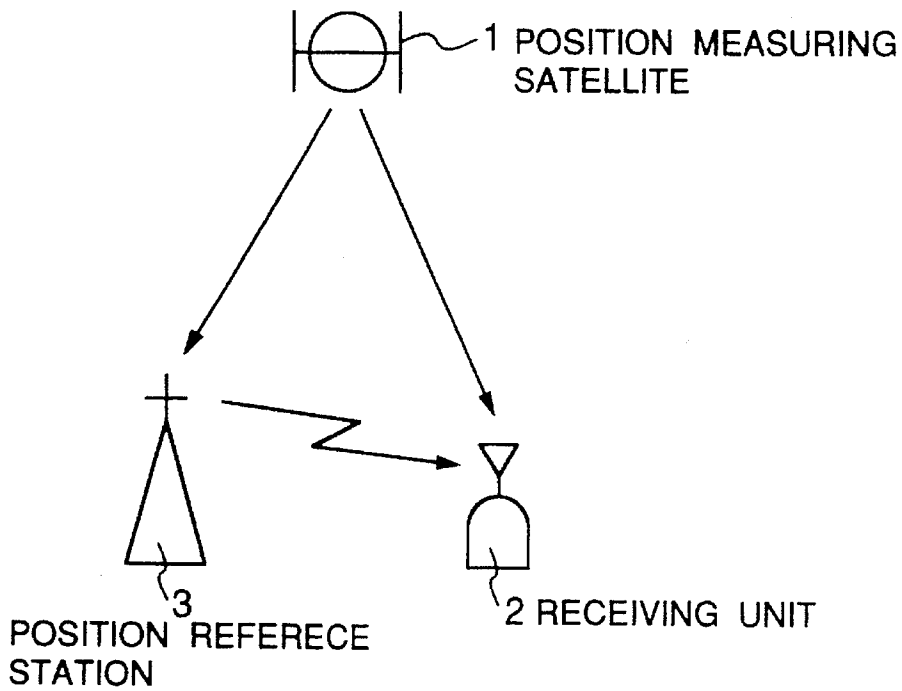 1 POSITION MEASURING
SATELLITE
3
POSITION REFERECE
STATION
2 RECEIVING UNIT